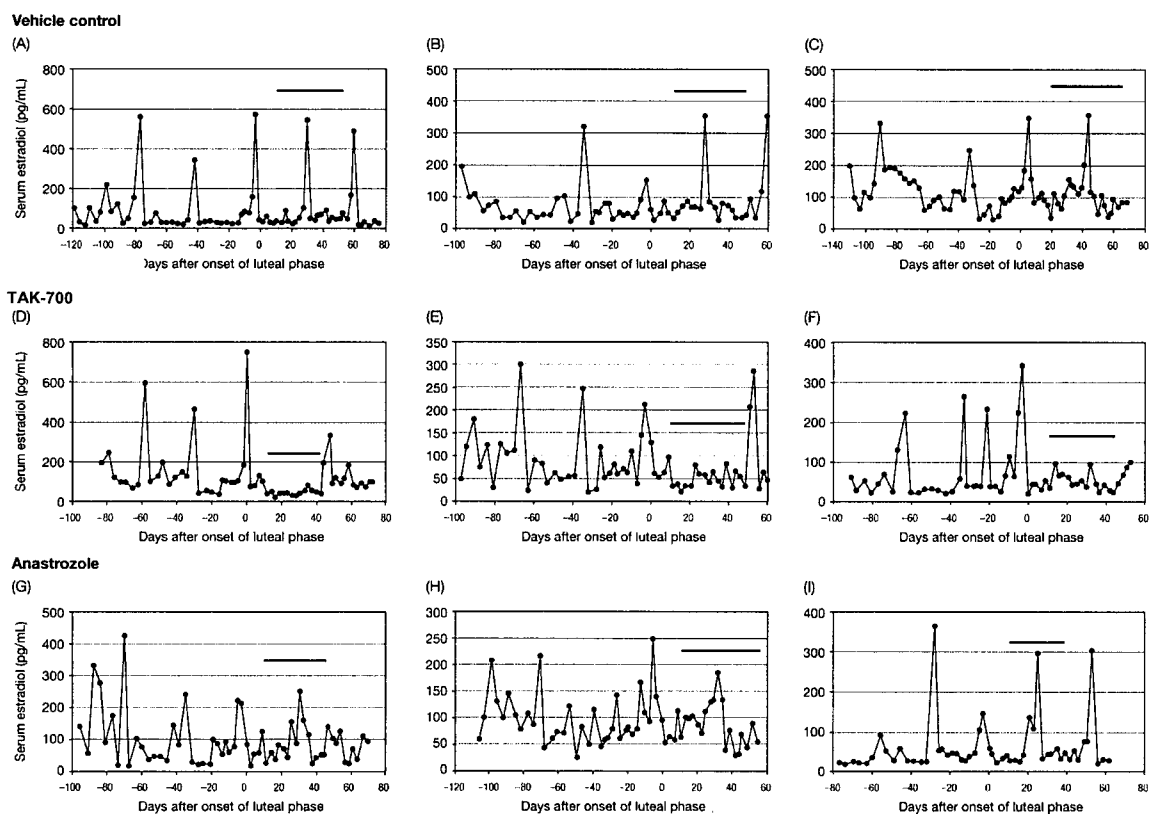 Vehicle control
(A)
Serum estradiol (pg/mL)
800
600
400
200
0
−120 −100 −80 −60 −40 −20 0 20 40 60 80
Days after onset of luteal phase
(B)
500
400
300
200
100
0
−100 −80 −60 −40 −20 0 20 40 60
Days after onset of luteal phase
(C)
500
400
300
200
100
0
−140 −120 −100 −80 −60 −40 −20 0 20 40 60 80
Days after onset of luteal phase
TAK-700
(D)
Serum estradiol (pg/mL)
800
600
400
200
0
−100 −80 −60 −40 −20 0 20 40 60 80
Days after onset of luteal phase
(E)
350
300
250
200
150
100
50
0
−100 −80 −60 −40 −20 0 20 40 60
Days after onset of luteal phase
(F)
400
300
200
100
0
−100 −80 −60 −40 −20 0 20 40 60
Days after onset of luteal phase
Anastrozole
(G)
Serum estradiol (pg/mL)
500
400
300
200
100
0
−100 −80 −60 −40 −20 0 20 40 60 80
Days after onset of luteal phase
(H)
300
250
200
150
100
50
0
−120 −100 −80 −60 −40 −20 0 20 40 60
Days after onset of luteal phase
(I)
400
300
200
100
0
−80 −60 −40 −20 0 20 40 60 80
Days after onset of luteal phase